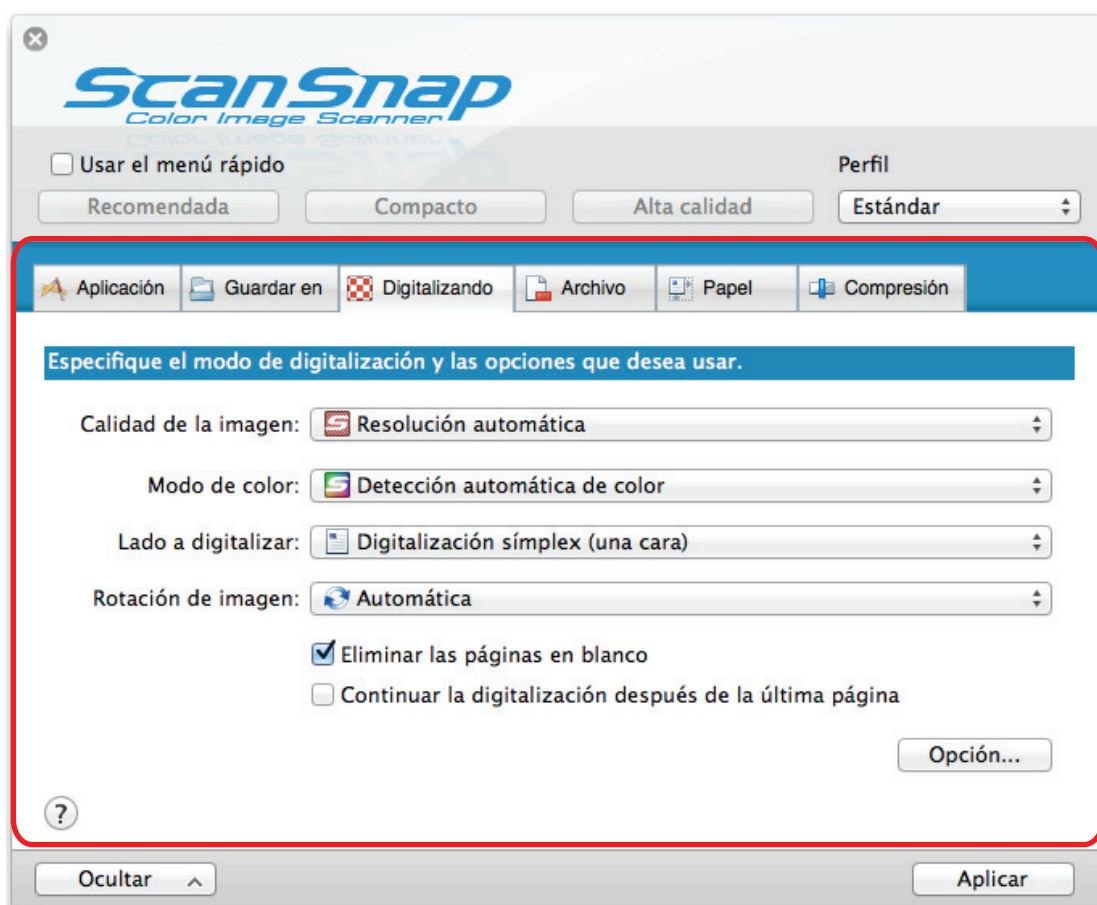 ScanSnap
Color Image Scanner
Usar el menú rápido
Perfil
Recomendada Compacto Alta calidad Estándar
Aplicación Guardar en Digitalizando Archivo Papel Compresión
Especifique el modo de digitalización y las opciones que desea usar.
Calidad de la imagen: Resolución automática
Modo de color: Detección automática de color
Lado a digitalizar: Digitalización símplex (una cara)
Rotación de imagen: Automática
Eliminar las páginas en blanco
Continuar la digitalización después de la última página
Opción...
?
Ocultar Aplicar